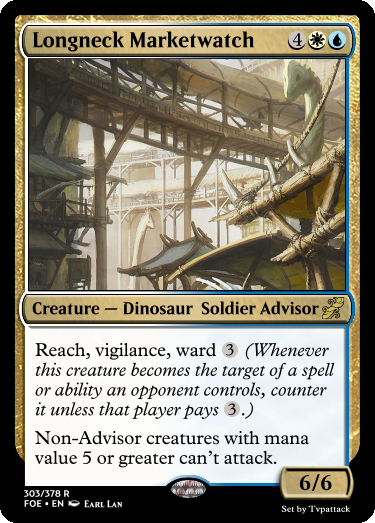 Longneck Marketwatch 4
Creature — Dinosaur  Soldier Advisor
Reach, vigilance, ward 3 (Whenever
this creature becomes the target of a spell
or ability an opponent controls, counter
it unless that player pays 3.)
Non-Advisor creatures with mana
value 5 or greater can't attack.
6/6
303/378 R
FOE • EN Earl Lan
Set by Tvpattack